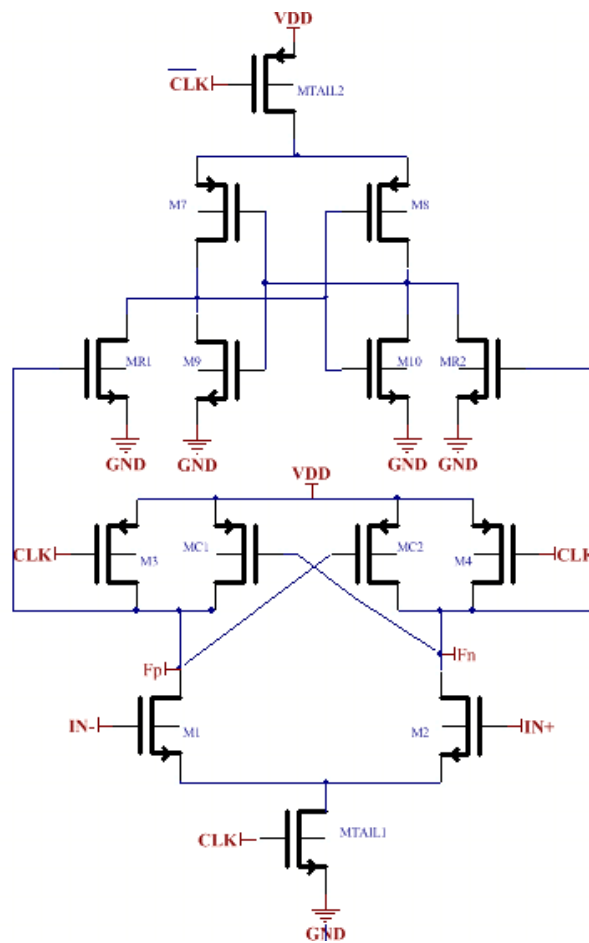 VDD
CLK
MTAIL2
M7
M8
MR1
M9
M10
MR2
GND
GND
GND
GND
VDD
CLK
M3
MC1
MC2
M4
CLK
Fp
Fn
IN-
M1
M2
IN+
CLK
MTAIL1
GND